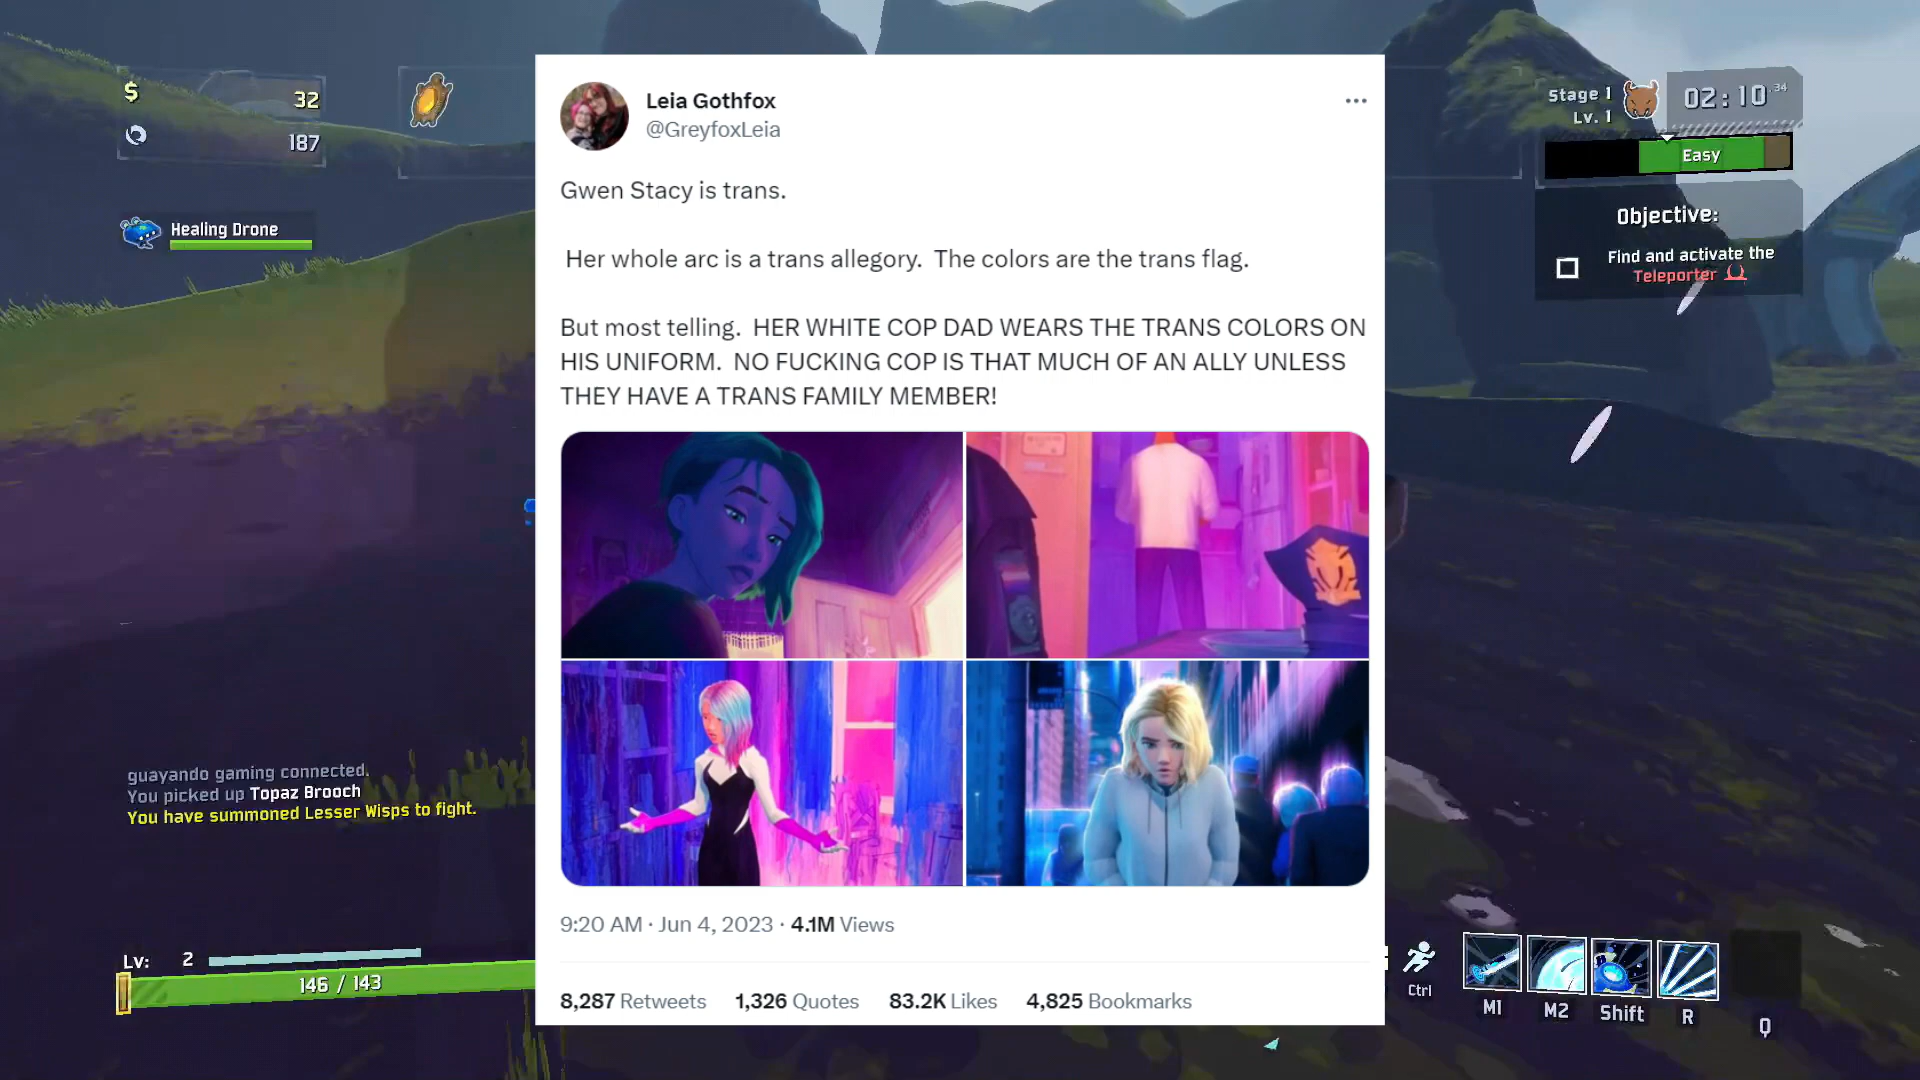 $ 32
187
Healing Drone
Leia Gothfox
@GreyfoxLeia
Gwen Stacy is trans.
Her whole arc is a trans allegory. The colors are the trans flag.
But most telling. HER WHITE COP DAD WEARS THE TRANS COLORS ON
HIS UNIFORM. NO FUCKING COP IS THAT MUCH OF AN ALLY UNLESS
THEY HAVE A TRANS FAMILY MEMBER!
9:20 AM · Jun 4, 2023 · 4.1M Views
8,287 Retweets 1,326 Quotes 83.2K Likes 4,825 Bookmarks
Stage 1
Lv. 1
02:10.34
Easy
Objective:
Find and activate the
Teleporter
guayando gaming connected.
You picked up Topaz Brooch
You have summoned Lesser Wisps to fight.
Lv: 2
146 / 143
Ctrl
M1
M2
Shift
R
Q